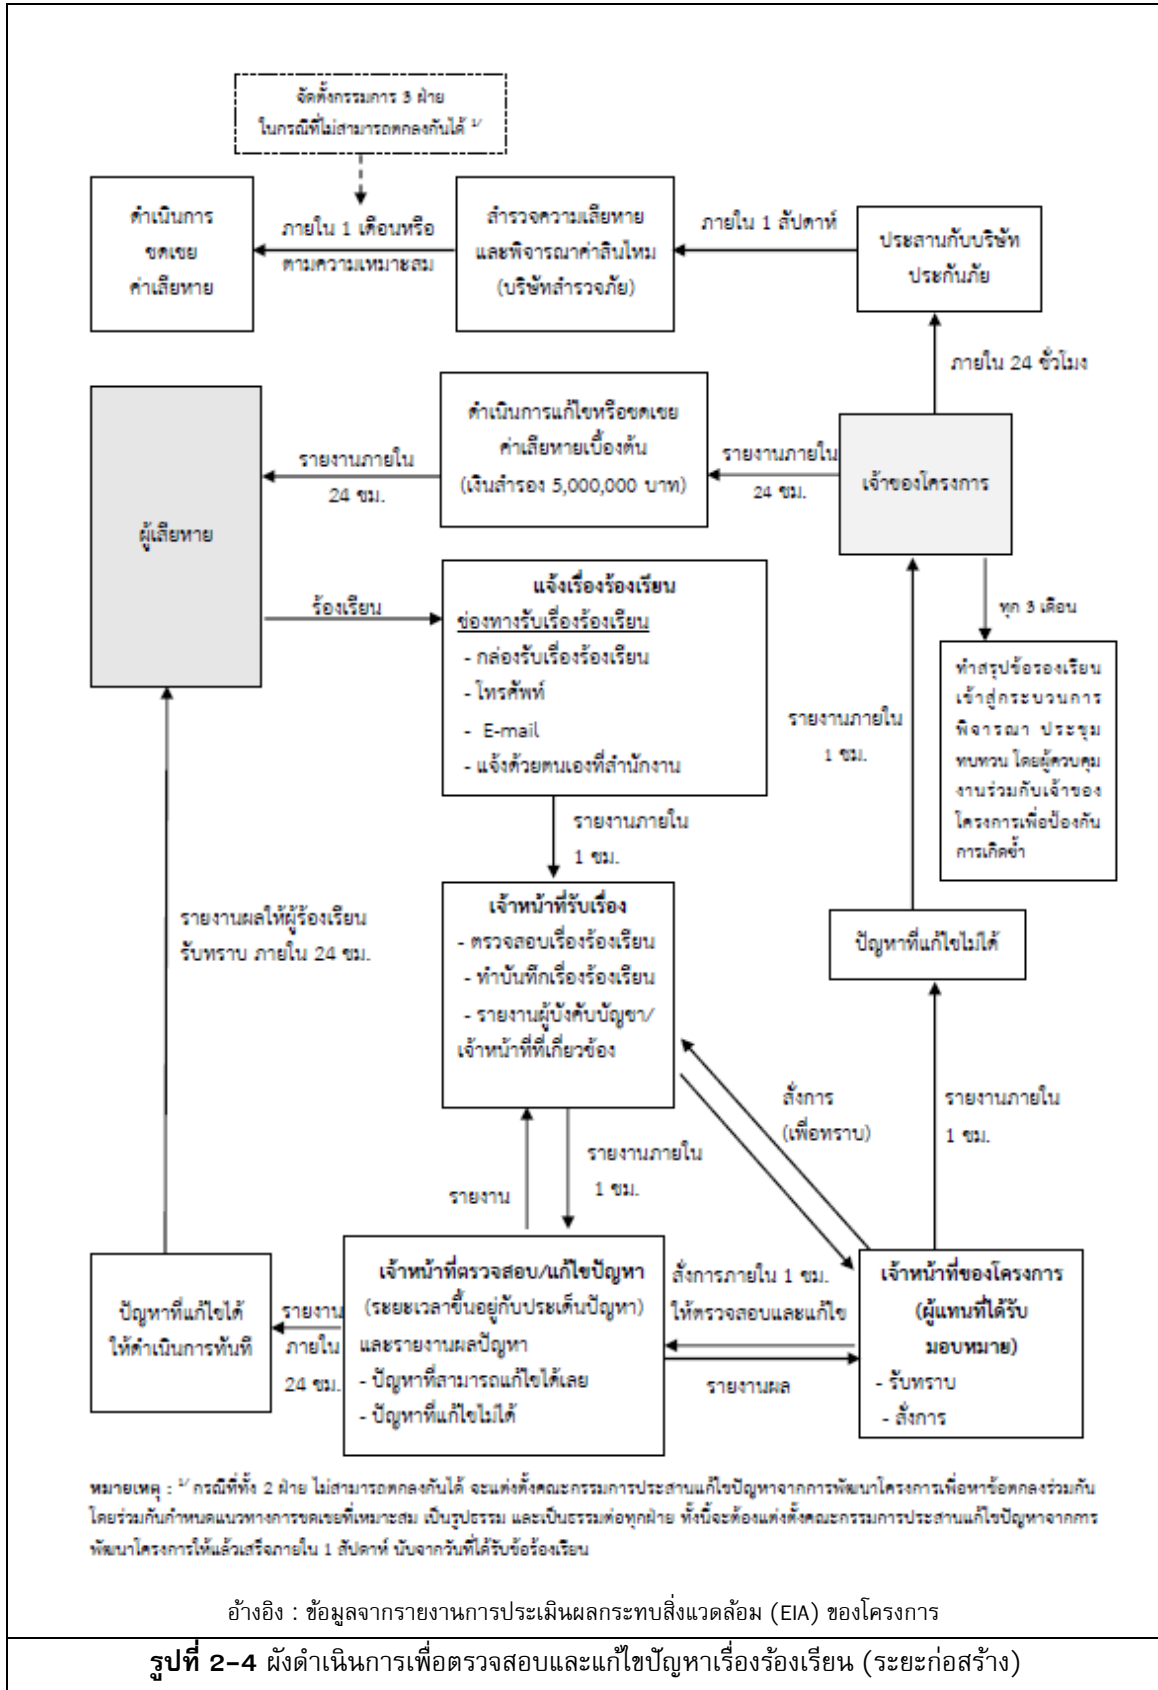 จัดตั้งกรรมการ 3 ฝ่าย
ในกรณีที่ไม่สามารถตกลงกันได้ ¹/
ดำเนินการ
ชดเชย
ค่าเสียหาย
ภายใน 1 เดือนหรือ
ตามความเหมาะสม
สำรวจความเสียหาย
และพิจารณาค่าสินไหม
(บริษัทสำรวจภัย)
ภายใน 1 สัปดาห์
ประสานกับบริษัท
ประกันภัย
ภายใน 24 ชั่วโมง
ผู้เสียหาย
รายงานภายใน
24 ชม.
ดำเนินการแก้ไขหรือชดเชย
ค่าเสียหายเบื้องต้น
(เงินสำรอง 5,000,000 บาท)
รายงานภายใน
24 ชม.
เจ้าของโครงการ
ร้องเรียน
แจ้งเรื่องร้องเรียน
ช่องทางรับเรื่องร้องเรียน
- กล่องรับเรื่องร้องเรียน
- โทรศัพท์
- E-mail
- แจ้งด้วยตนเองที่สำนักงาน
ทุก 3 เดือน
ทำสรุปข้อรองเรียน
เข้าสู่กระบวนการ
พิจารณา ประชุม
ทบทวน โดยผู้ควบคุม
งานร่วมกับเจ้าของ
โครงการเพื่อป้องกัน
การเกิดซ้ำ
รายงานภายใน
1 ชม.
รายงานภายใน
1 ชม.
เจ้าหน้าที่รับเรื่อง
- ตรวจสอบเรื่องร้องเรียน
- ทำบันทึกเรื่องร้องเรียน
- รายงานผู้บังคับบัญชา/
เจ้าหน้าที่ที่เกี่ยวข้อง
ปัญหาที่แก้ไขไม่ได้
รายงานผลให้ผู้ร้องเรียน
รับทราบ ภายใน 24 ชม.
สั่งการ
(เพื่อทราบ)
รายงานภายใน
1 ชม.
รายงาน
รายงานภายใน
1 ชม.
ปัญหาที่แก้ไขได้
ให้ดำเนินการทันที
รายงาน
ภายใน
24 ชม.
เจ้าหน้าที่ตรวจสอบ/แก้ไขปัญหา
(ระยะเวลาขึ้นอยู่กับประเด็นปัญหา)
และรายงานผลปัญหา
- ปัญหาที่สามารถแก้ไขได้เลย
- ปัญหาที่แก้ไขไม่ได้
สั่งการภายใน 1 ชม.
ให้ตรวจสอบและแก้ไข
รายงานผล
เจ้าหน้าที่ของโครงการ
(ผู้แทนที่ได้รับ
มอบหมาย)
- รับทราบ
- สั่งการ
หมายเหตุ : ¹/ กรณีที่ทั้ง 2 ฝ่าย ไม่สามารถตกลงกันได้ จะแต่งตั้งคณะกรรมการประสานแก้ไขปัญหาจากการพัฒนาโครงการเพื่อหาข้อตกลงร่วมกัน
โดยร่วมกันกำหนดแนวทางการชดเชยที่เหมาะสม เป็นรูปธรรม และเป็นธรรมต่อทุกฝ่าย ทั้งนี้จะต้องแต่งตั้งคณะกรรมการประสานแก้ไขปัญหาจากการ
พัฒนาโครงการให้แล้วเสร็จภายใน 1 สัปดาห์ นับจากวันที่ได้รับข้อร้องเรียน
อ้างอิง : ข้อมูลจากรายงานการประเมินผลกระทบสิ่งแวดล้อม (EIA) ของโครงการ
รูปที่ 2-4 ผังดำเนินการเพื่อตรวจสอบและแก้ไขปัญหาเรื่องร้องเรียน (ระยะก่อสร้าง)